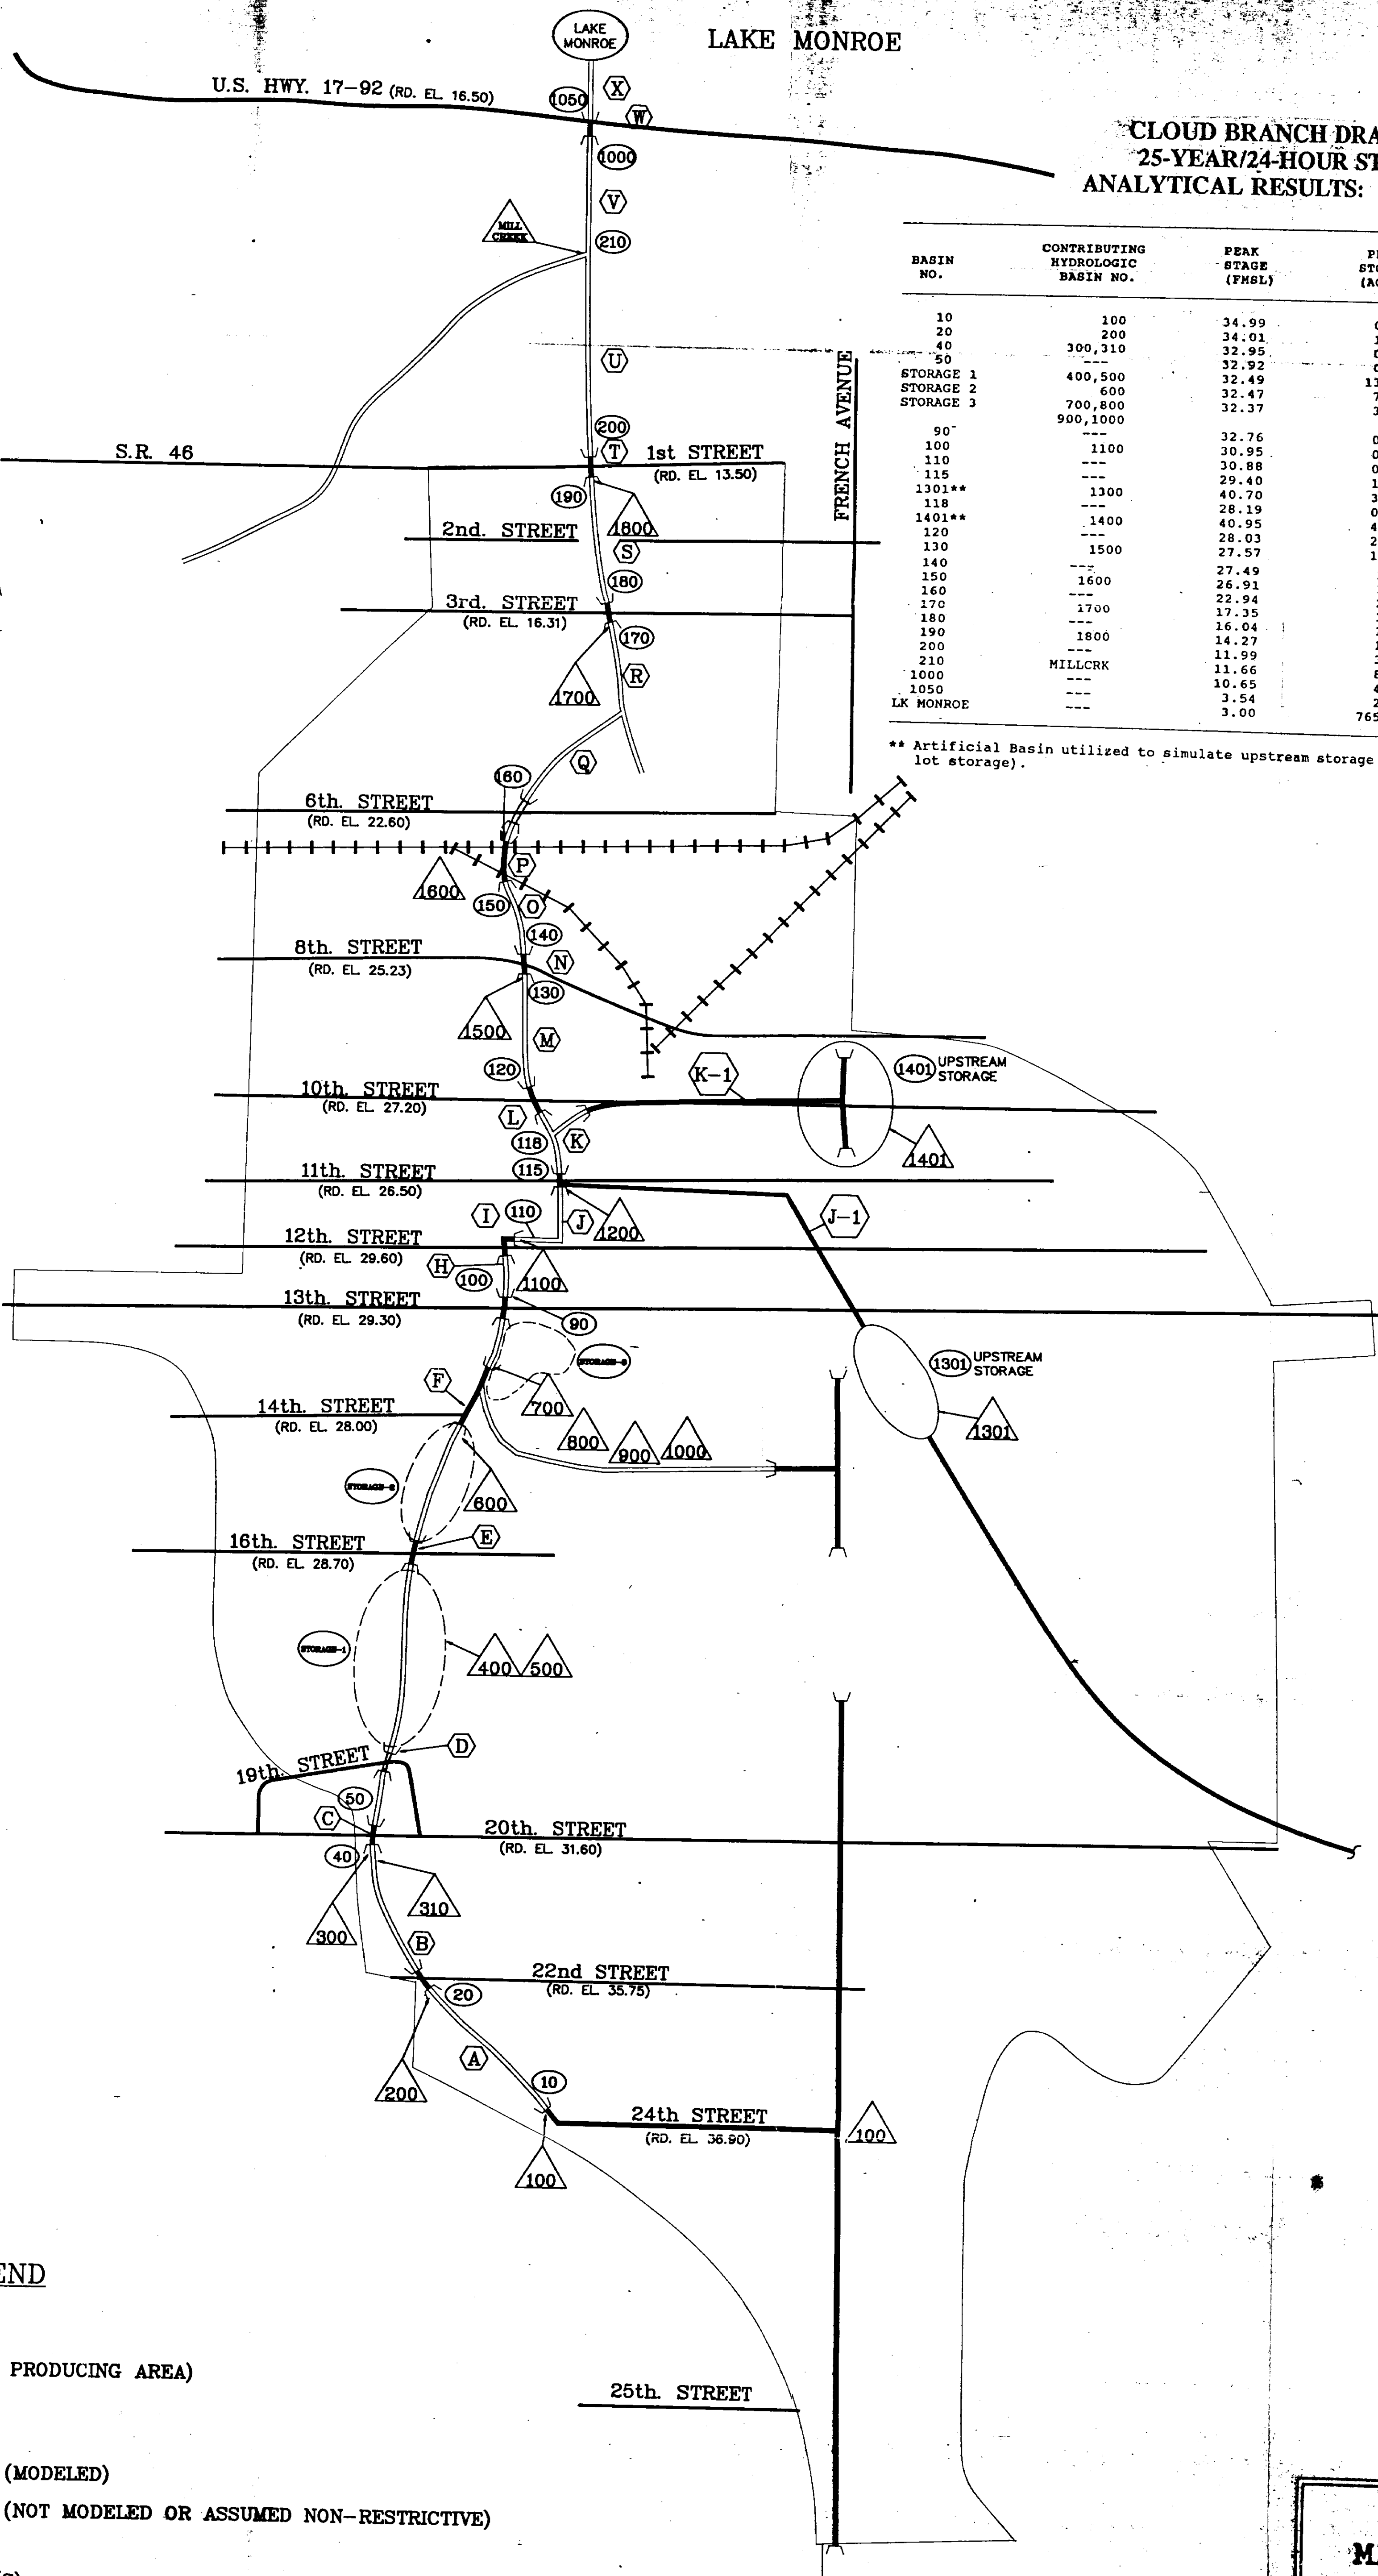 LAKE
MONROE
LAKE MONROE
U.S. HWY. 17-92 (RD. EL. 16.50)
1050
X
W
1000
V
MILL
CREEK
210
CLOUD BRANCH DRA
25-YEAR/24-HOUR ST
ANALYTICAL RESULTS:
BASIN NO. CONTRIBUTING HYDROLOGIC BASIN NO. PEAK STAGE (FMSL)
10 100 34.99
20 200 34.01
40 300,310 32.95
50 --- 32.92
STORAGE 1 400,500 32.49
STORAGE 2 600 32.47
STORAGE 3 700,800 32.37
900,1000
90 --- 32.76
100 1100 30.95
110 --- 30.88
115 --- 29.40
1301** 1300 40.70
118 --- 28.19
1401** 1400 40.95
120 --- 28.03
130 1500 27.57
140 --- 27.49
150 1600 26.91
160 --- 22.94
170 1700 17.35
180 --- 16.04
190 1800 14.27
200 --- 11.99
210 MILLCRK 11.66
1000 --- 10.65
1050 --- 3.54
LK MONROE --- 3.00 765
** Artificial Basin utilized to simulate upstream storage
lot storage).
FRENCH AVENUE
U
200
T
S.R. 46
1st STREET
(RD. EL. 13.50)
190
1800
2nd. STREET
S
180
3rd. STREET
(RD. EL. 16.31)
170
1700
R
Q
160
6th. STREET
(RD. EL. 22.60)
P
1600
150
O
140
8th. STREET
(RD. EL. 25.23)
N
130
1500
M
120
K-1
1401
UPSTREAM
STORAGE
10th. STREET
(RD. EL. 27.20)
L
118
K
1401
115
11th. STREET
(RD. EL. 26.50)
I
110
J
1200
J-1
12th. STREET
(RD. EL. 29.60)
H
100
1100
13th. STREET
(RD. EL. 29.30)
90
STORAGE-3
1301
UPSTREAM
STORAGE
F
700
14th. STREET
(RD. EL. 28.00)
800
900
1000
1301
STORAGE-2
600
16th. STREET
(RD. EL. 28.70)
E
STORAGE-1
400
500
D
19th. STREET
50
C
20th. STREET
(RD. EL. 31.60)
40
310
300
B
22nd STREET
(RD. EL. 35.75)
20
A
200
10
24th STREET
(RD. EL. 36.90)
100
100
END
PRODUCING AREA)
25th. STREET
(MODELED)
(NOT MODELED OR ASSUMED NON-RESTRICTIVE)